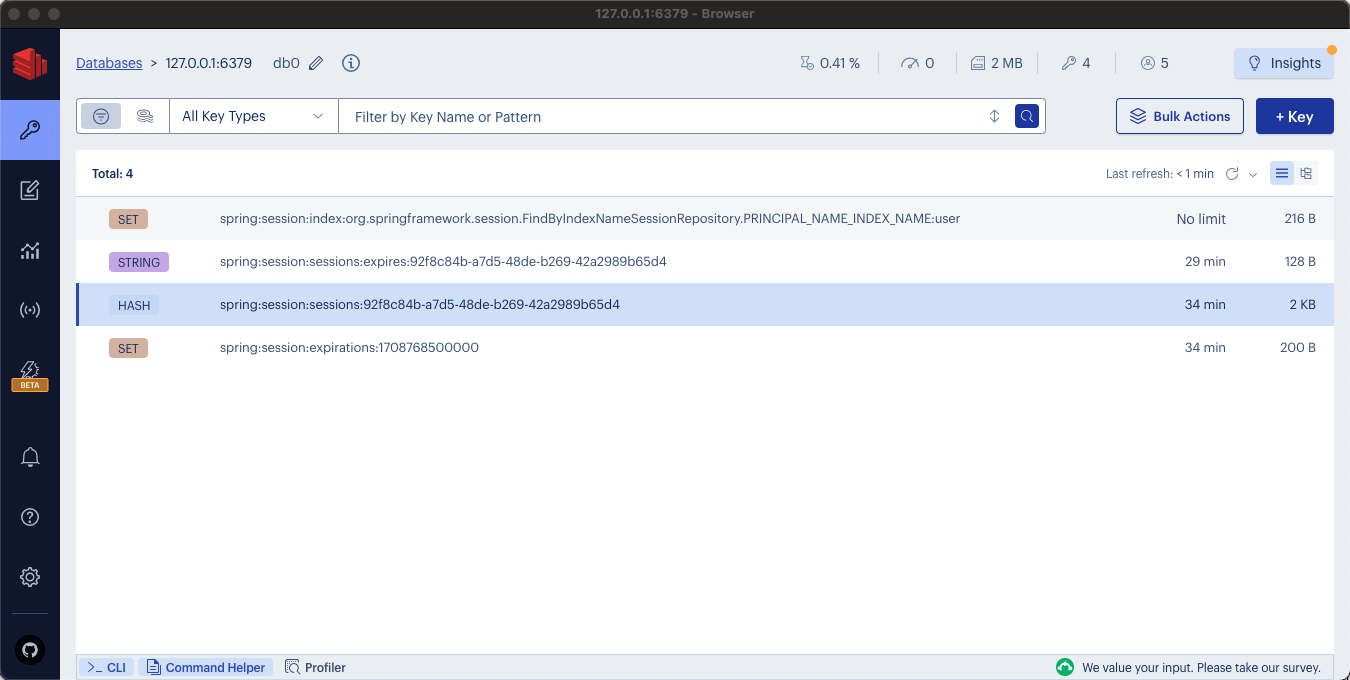 127.0.0.1:6379 - Browser
Databases > 127.0.0.1:6379 db0 0.41 % 0 2 MB 4 5 Insights
All Key Types Filter by Key Name or Pattern Bulk Actions + Key
Total: 4 Last refresh: < 1 min
SET spring:session:index:org.springframework.session.FindByIndexNameSessionRepository.PRINCIPAL_NAME_INDEX_NAME:user No limit 216 B
STRING spring:session:sessions:expires:92f8c84b-a7d5-48de-b269-42a2989b65d4 29 min 128 B
HASH spring:session:sessions:92f8c84b-a7d5-48de-b269-42a2989b65d4 34 min 2 KB
SET spring:session:expirations:1708768500000 34 min 200 B
BETA
>_ CLI Command Helper Profiler We value your input. Please take our survey.